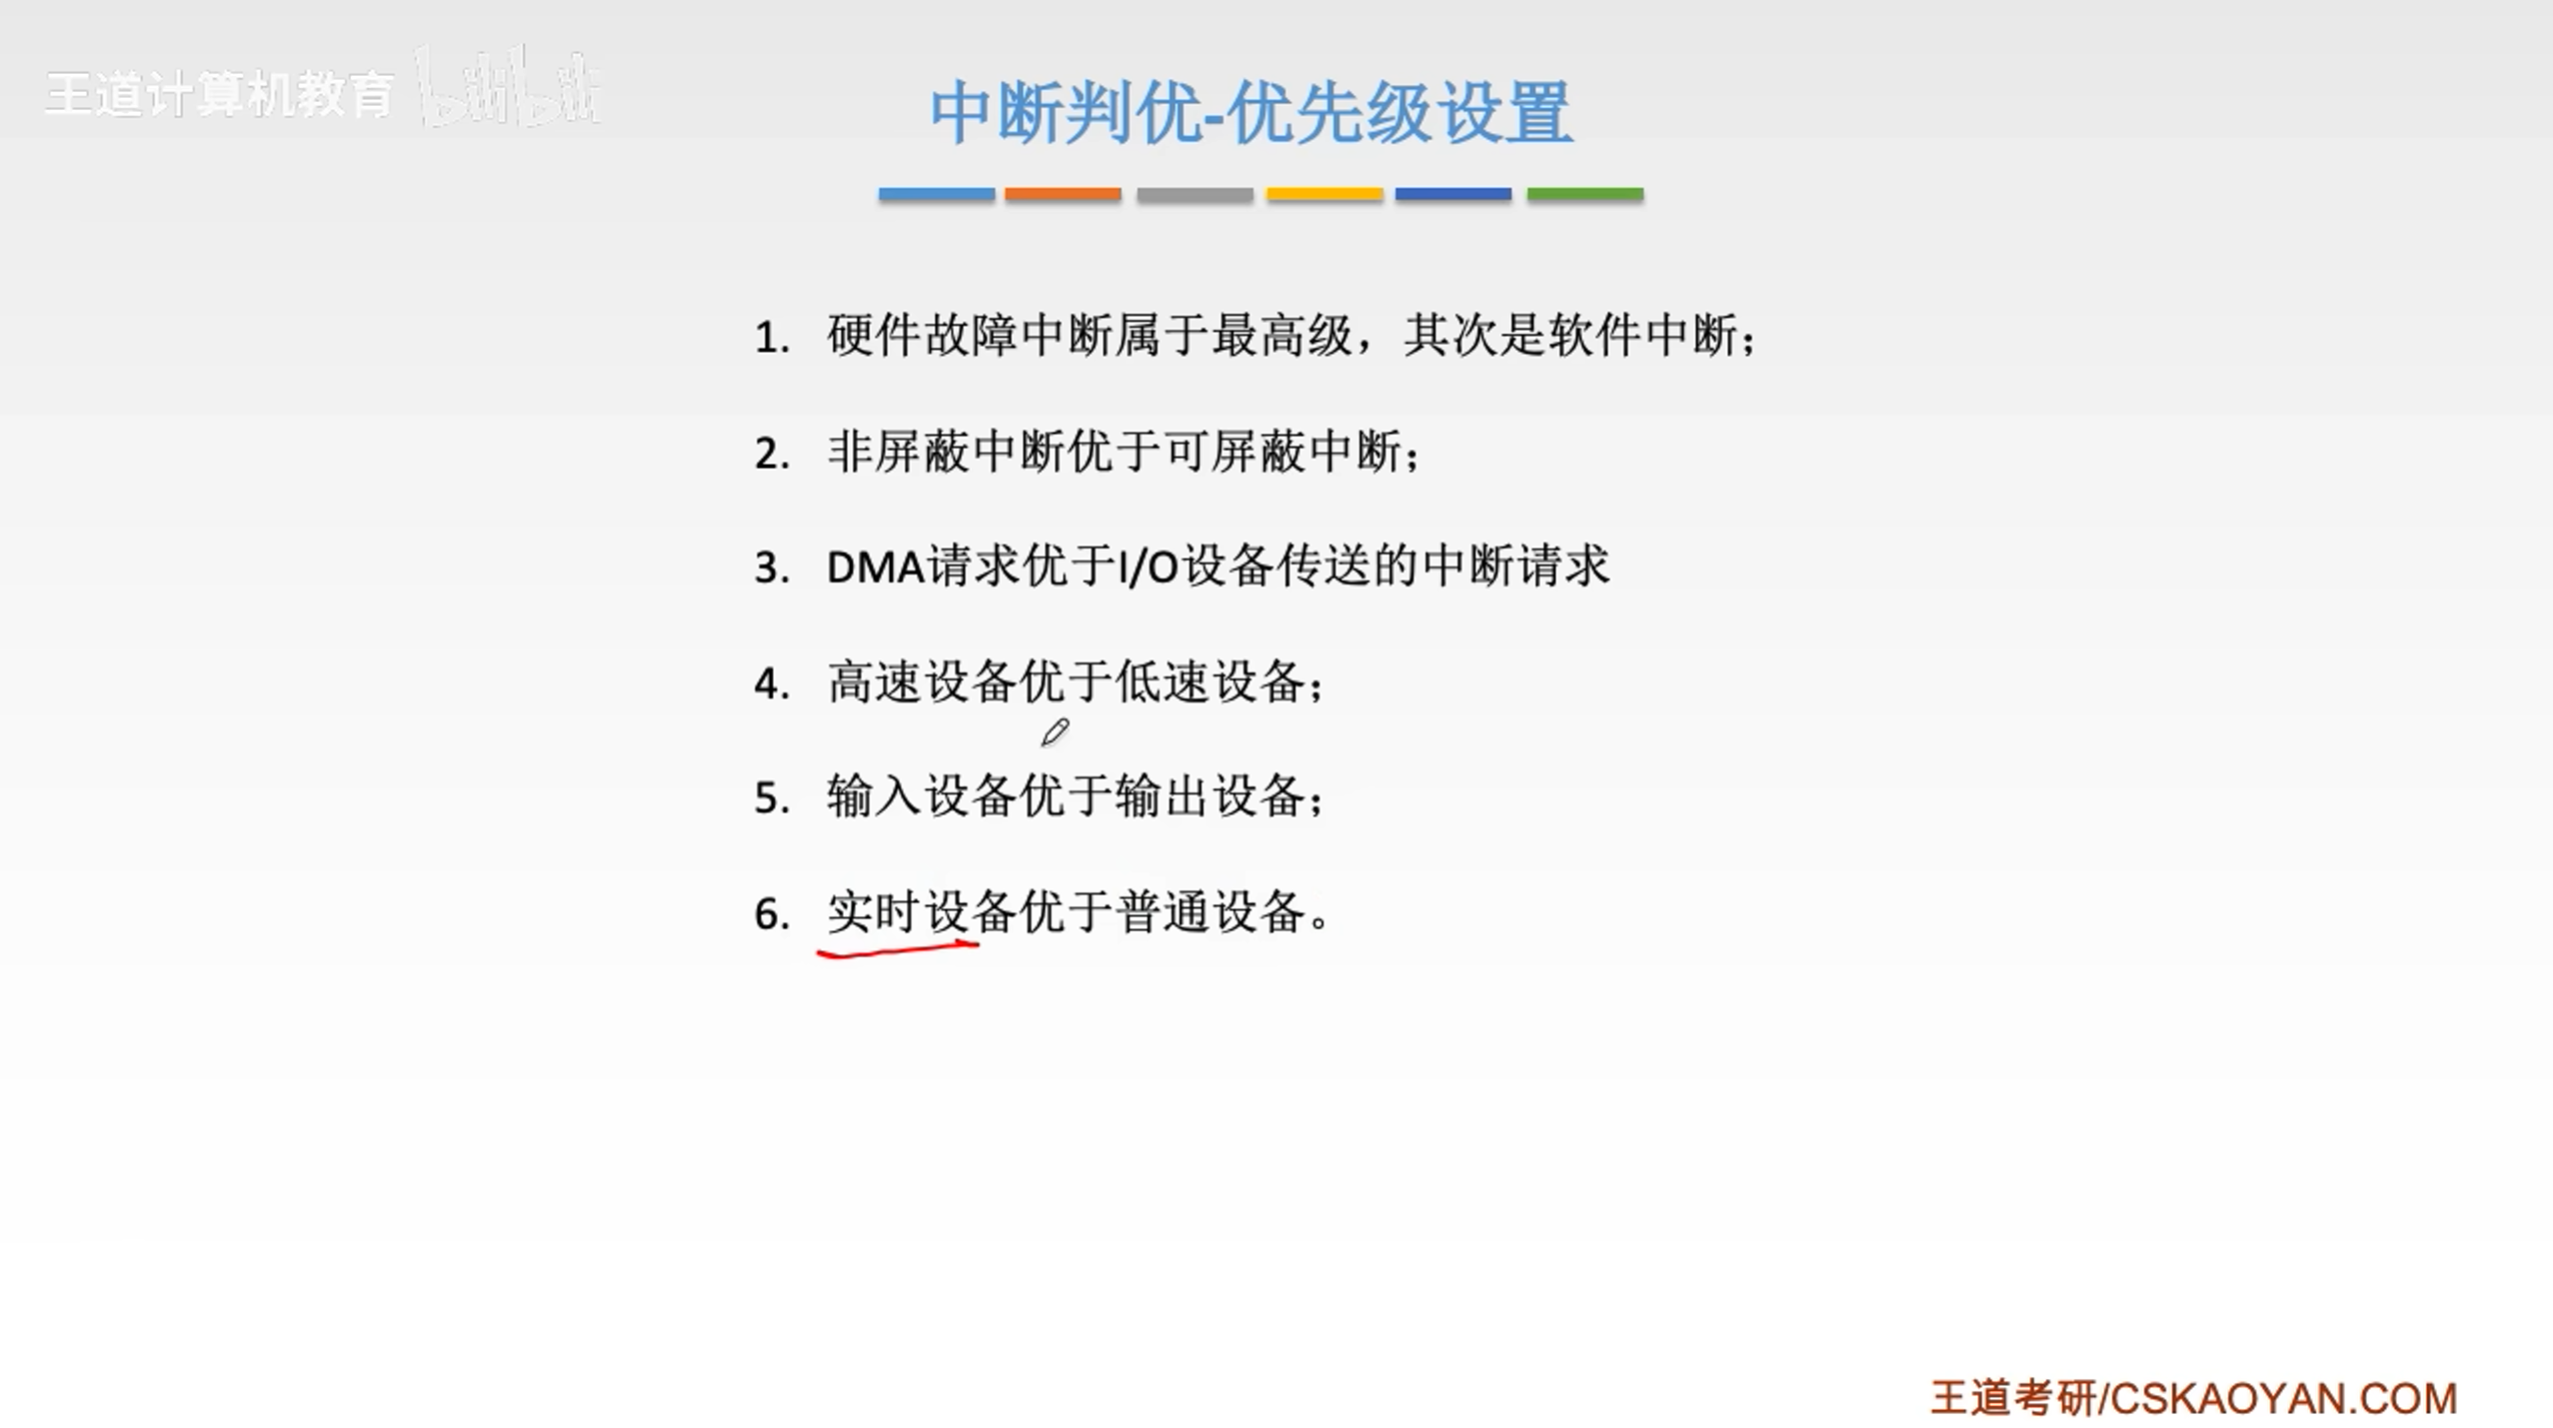 王道计算机教育 bilibili
中断判优-优先级设置
1. 硬件故障中断属于最高级，其次是软件中断；
2. 非屏蔽中断优于可屏蔽中断；
3. DMA请求优于I/O设备传送的中断请求
4. 高速设备优于低速设备；
5. 输入设备优于输出设备；
6. 实时设备优于普通设备。
王道考研/CSKAOYAN.COM